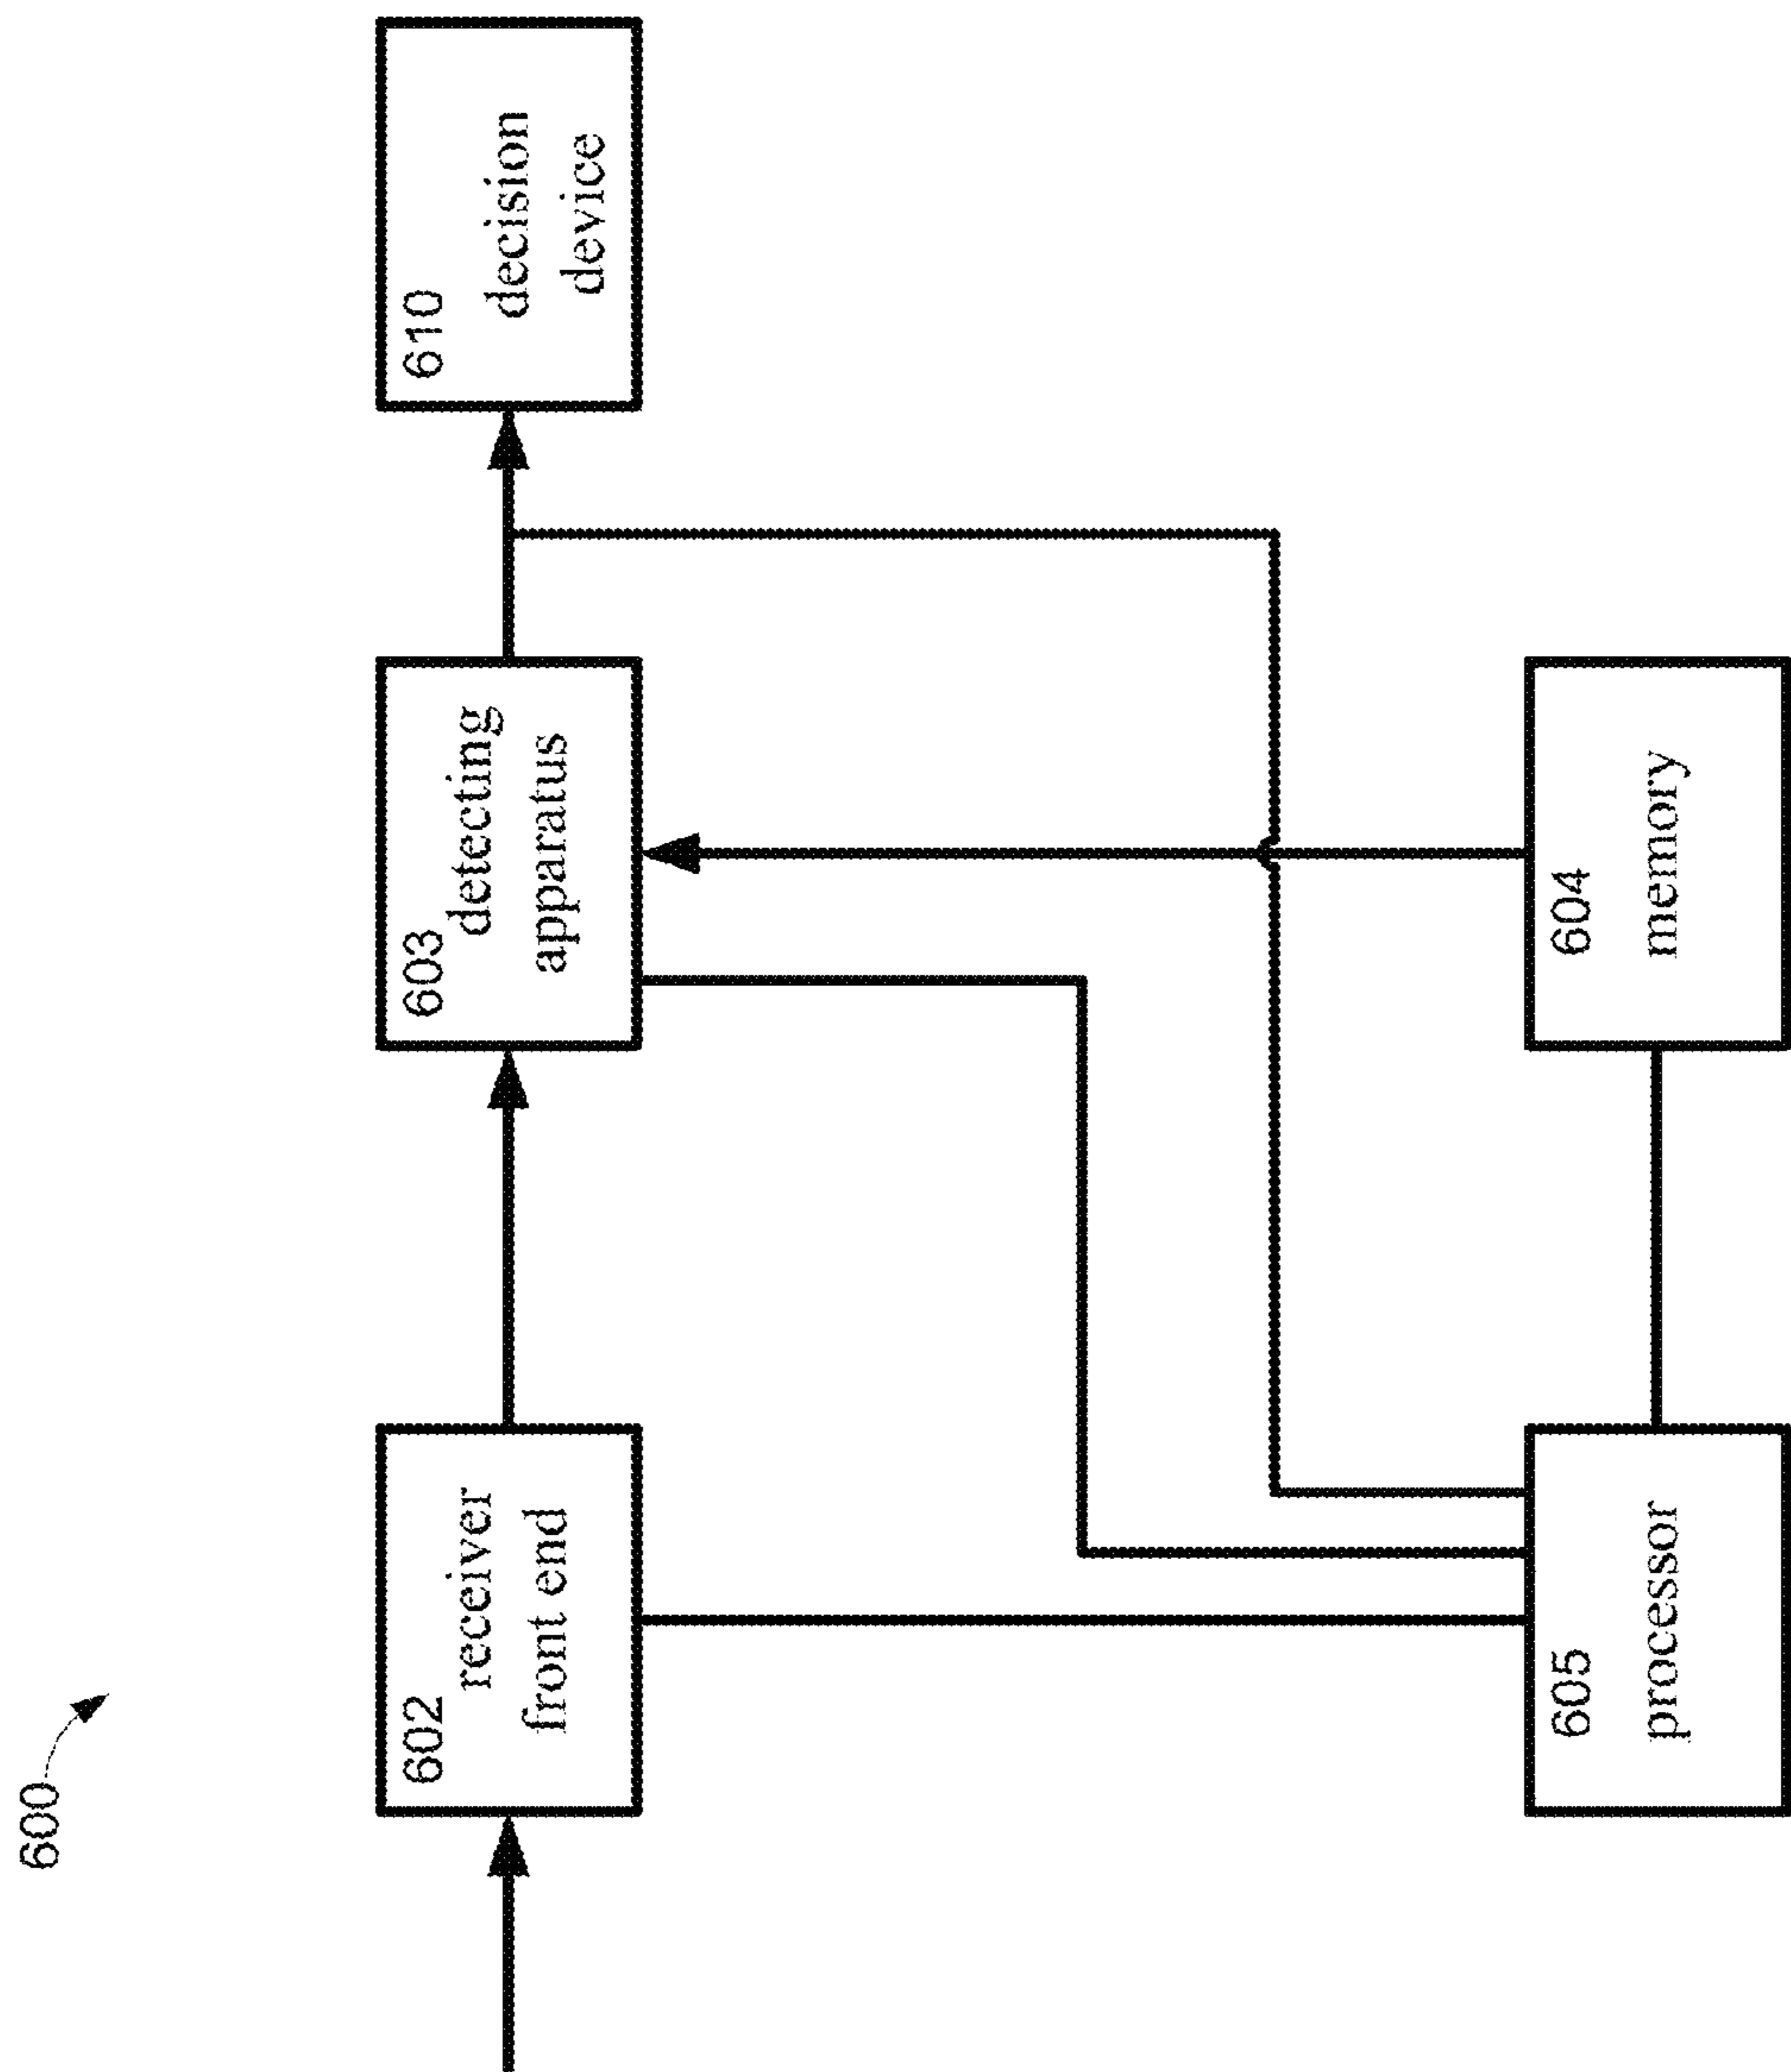 600
602
receiver
front end
603
detecting
apparatus
610
decision
device
605
processor
604
memory